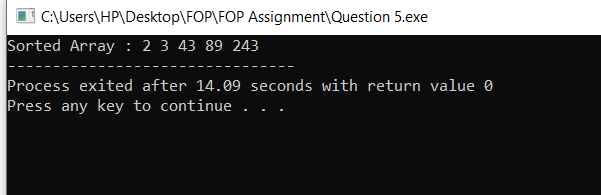 C:\Users\HP\Desktop\FOP\FOP Assignment\Question 5.exe
Sorted Array : 2 3 43 89 243
--------------------------------
Process exited after 14.09 seconds with return value 0
Press any key to continue . . .